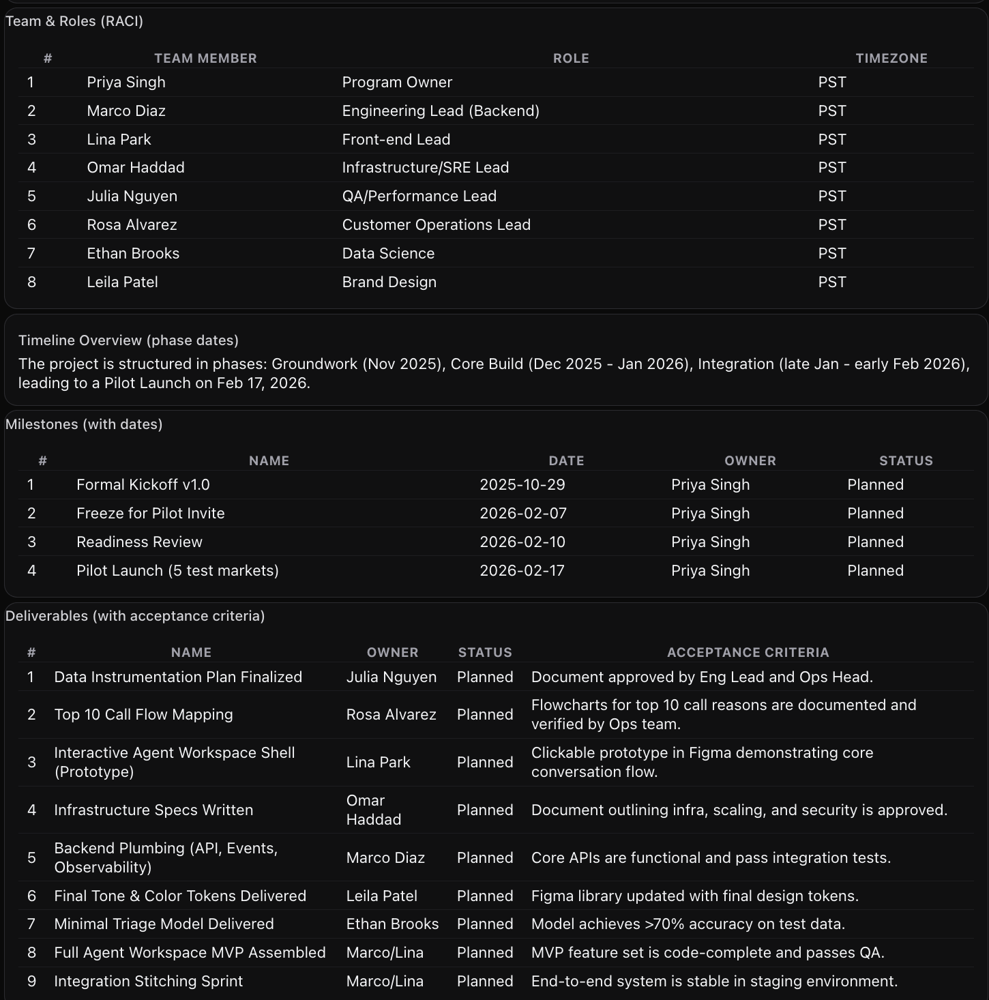 Team & Roles (RACI)
# TEAM MEMBER ROLE TIMEZONE
1 Priya Singh Program Owner PST
2 Marco Diaz Engineering Lead (Backend) PST
3 Lina Park Front-end Lead PST
4 Omar Haddad Infrastructure/SRE Lead PST
5 Julia Nguyen QA/Performance Lead PST
6 Rosa Alvarez Customer Operations Lead PST
7 Ethan Brooks Data Science PST
8 Leila Patel Brand Design PST
Timeline Overview (phase dates)
The project is structured in phases: Groundwork (Nov 2025), Core Build (Dec 2025 - Jan 2026), Integration (late Jan - early Feb 2026),
leading to a Pilot Launch on Feb 17, 2026.
Milestones (with dates)
# NAME DATE OWNER STATUS
1 Formal Kickoff v1.0 2025-10-29 Priya Singh Planned
2 Freeze for Pilot Invite 2026-02-07 Priya Singh Planned
3 Readiness Review 2026-02-10 Priya Singh Planned
4 Pilot Launch (5 test markets) 2026-02-17 Priya Singh Planned
Deliverables (with acceptance criteria)
# NAME OWNER STATUS ACCEPTANCE CRITERIA
1 Data Instrumentation Plan Finalized Julia Nguyen Planned Document approved by Eng Lead and Ops Head.
2 Top 10 Call Flow Mapping Rosa Alvarez Planned Flowcharts for top 10 call reasons are documented and
verified by Ops team.
3 Interactive Agent Workspace Shell
(Prototype) Lina Park Planned Clickable prototype in Figma demonstrating core
conversation flow.
4 Infrastructure Specs Written Omar
Haddad Planned Document outlining infra, scaling, and security is approved.
5 Backend Plumbing (API, Events,
Observability) Marco Diaz Planned Core APIs are functional and pass integration tests.
6 Final Tone & Color Tokens Delivered Leila Patel Planned Figma library updated with final design tokens.
7 Minimal Triage Model Delivered Ethan Brooks Planned Model achieves >70% accuracy on test data.
8 Full Agent Workspace MVP Assembled Marco/Lina Planned MVP feature set is code-complete and passes QA.
9 Integration Stitching Sprint Marco/Lina Planned End-to-end system is stable in staging environment.